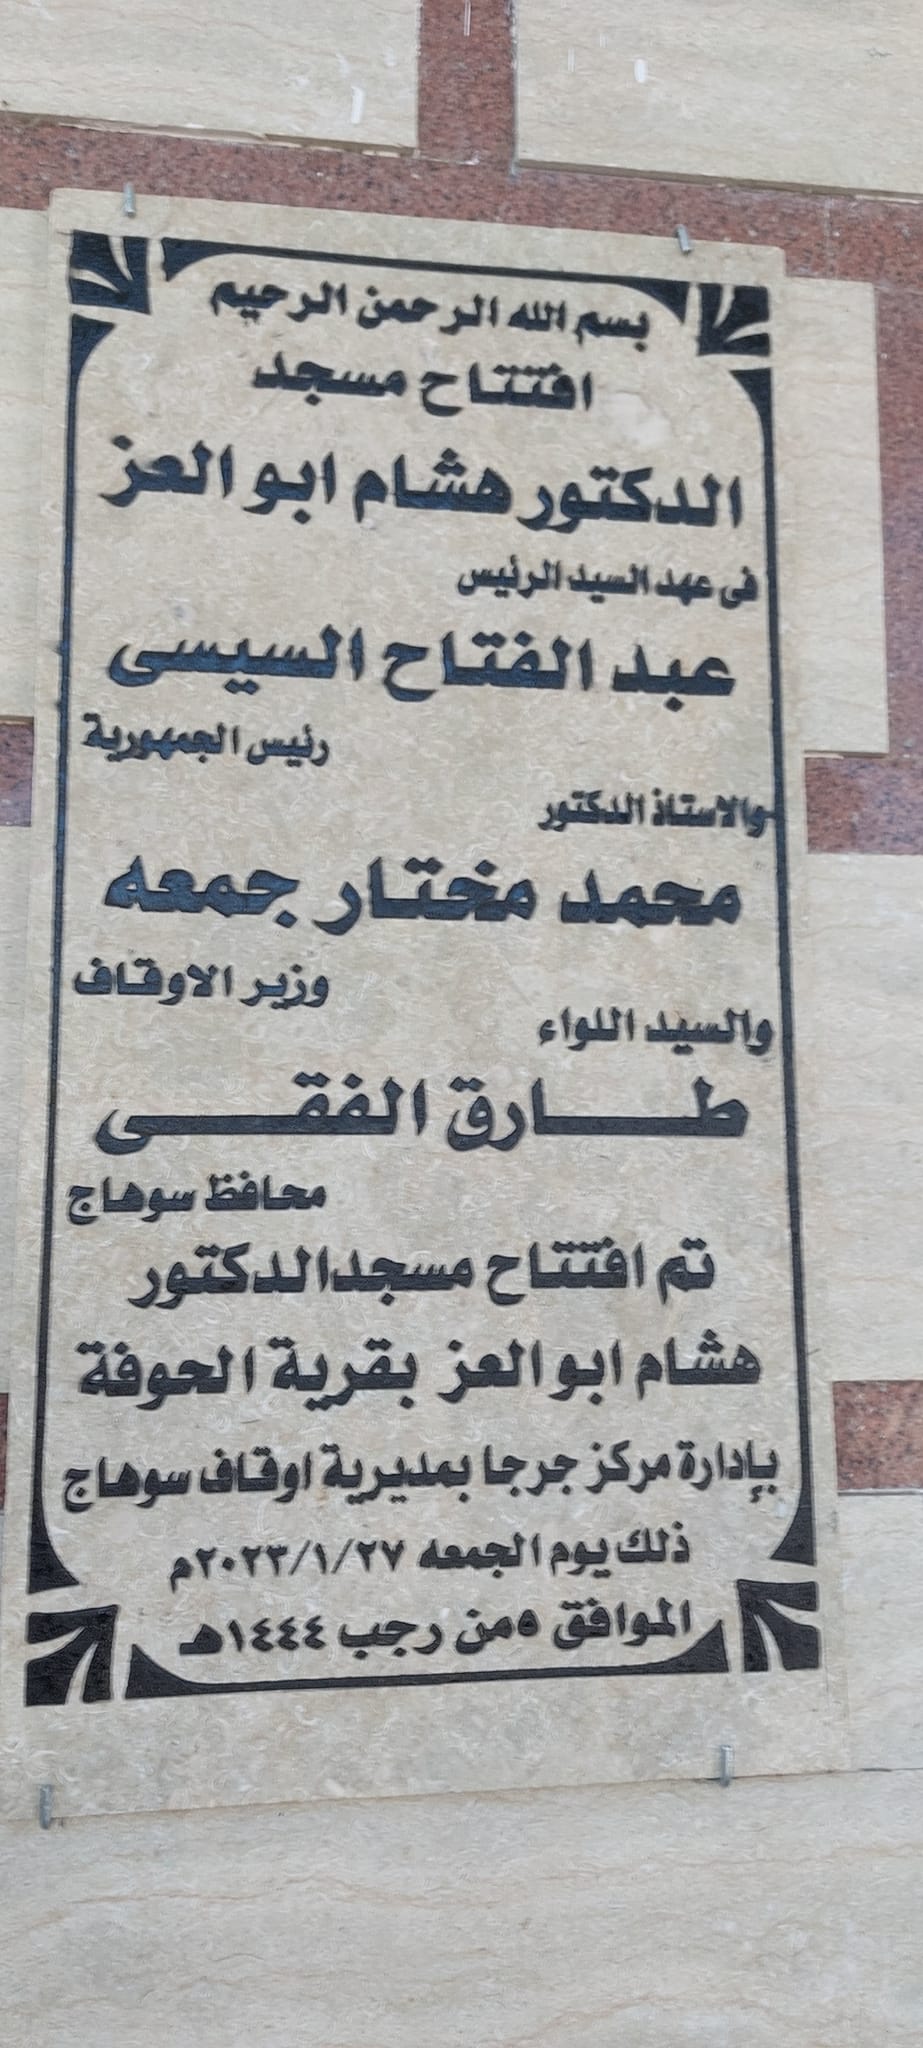 بسم الله الرحمن الرحيم
افتتاح مسجد
الدكتور هشام ابو العز
فى عهد السيد الرئيس
عبد الفتاح السيسى
رئيس الجمهورية
والاستاذ الدكتور
محمد مختار جمعه
وزير الاوقاف
والسيد اللواء
طارق الفقى
محافظ سوهاج
تم افتتاح مسجد الدكتور
هشام ابو العز بقرية الحوفة
بإدارة مركز جرجا بمديرية اوقاف سوهاج
ذلك يوم الجمعه ٢٠٢٣/١/٢٧م
الموافق ٥ من رجب ١٤٤٤هـ